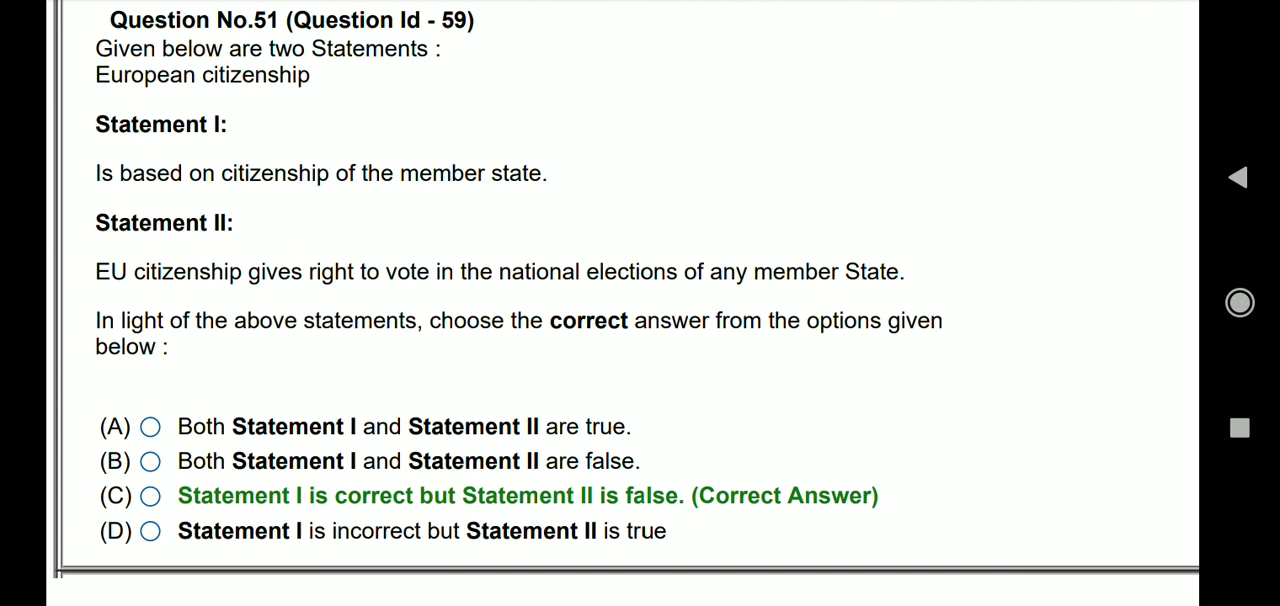 Question No.51 (Question Id - 59)
Given below are two Statements :
European citizenship
Statement I:
Is based on citizenship of the member state.
Statement II:
EU citizenship gives right to vote in the national elections of any member State.
In light of the above statements, choose the correct answer from the options given
below :
(A) Both Statement I and Statement II are true.
(B) Both Statement I and Statement II are false.
(C) Statement I is correct but Statement II is false. (Correct Answer)
(D) Statement I is incorrect but Statement II is true